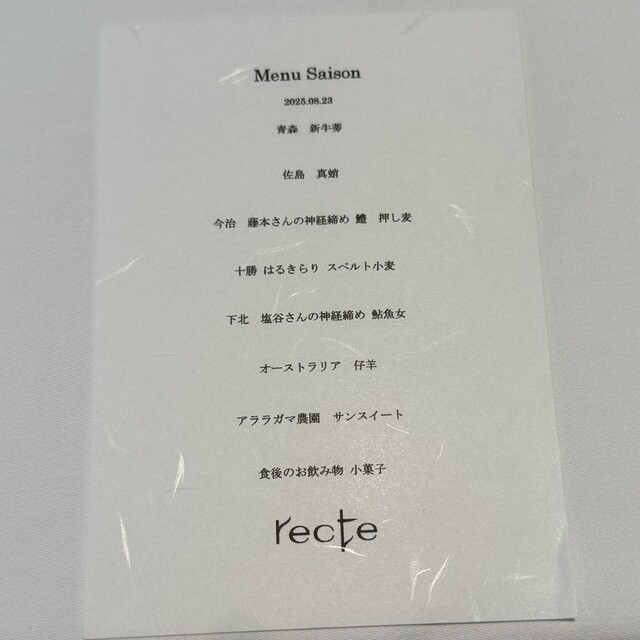 Menu Saison
2025.08.23
青森　新牛蒡
佐島　真蛸
今治　藤本さんの神経締め 鱧　押し麦
十勝 はるきらり スペルト小麦
下北　塩谷さんの神経締め 鮎魚女
オーストラリア　仔羊
アララガマ農園　サンスイート
食後のお飲み物 小菓子
recte